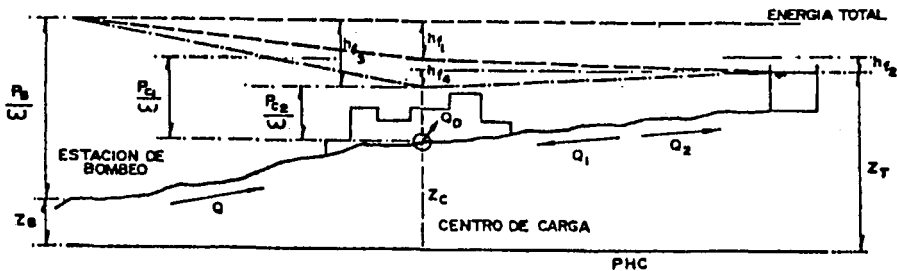 ENERGIA TOTAL
hf3
hf1
hf4
hf2
PB/ω
Pc1/ω
Pc2/ω
QD
ESTACION DE
BOMBEO
Q1
Q2
ZT
ZB
Q
Zc
CENTRO DE CARGA
PHC